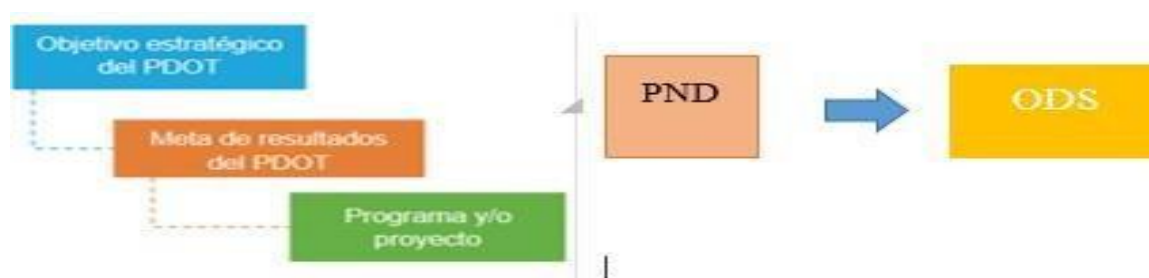 Objetivo estratégico
del PDOT
Meta de resultados
del PDOT
Programa y/o
proyecto
PND
ODS